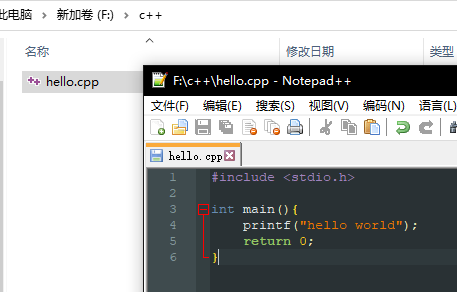 此电脑 › 新加卷 (F:) › c++
名称
修改日期
类型
hello.cpp
F:\c++\hello.cpp - Notepad++
文件(F) 编辑(E) 搜索(S) 视图(V) 编码(N) 语言(L)
hello.cpp
1 #include <stdio.h>
2
3 int main(){
4 printf("hello world");
5 return 0;
6 }